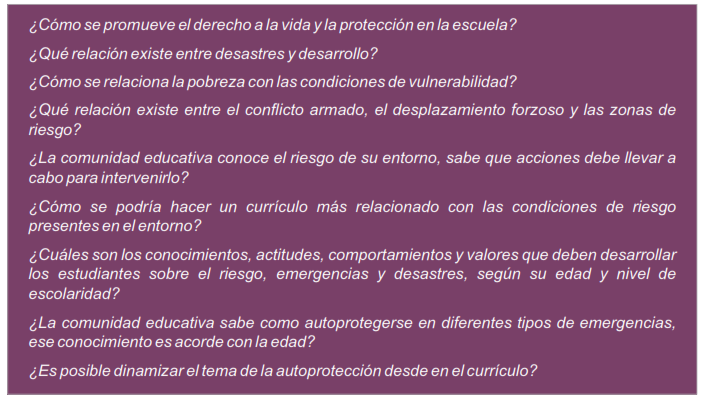 ¿Cómo se promueve el derecho a la vida y la protección en la escuela?
¿Qué relación existe entre desastres y desarrollo?
¿Cómo se relaciona la pobreza con las condiciones de vulnerabilidad?
¿Qué relación existe entre el conflicto armado, el desplazamiento forzoso y las zonas de
riesgo?
¿La comunidad educativa conoce el riesgo de su entorno, sabe que acciones debe llevar a
cabo para intervenirlo?
¿Cómo se podría hacer un currículo más relacionado con las condiciones de riesgo
presentes en el entorno?
¿Cuáles son los conocimientos, actitudes, comportamientos y valores que deben desarrollar
los estudiantes sobre el riesgo, emergencias y desastres, según su edad y nivel de
escolaridad?
¿La comunidad educativa sabe como autoprotegerse en diferentes tipos de emergencias,
ese conocimiento es acorde con la edad?
¿Es posible dinamizar el tema de la autoprotección desde en el currículo?